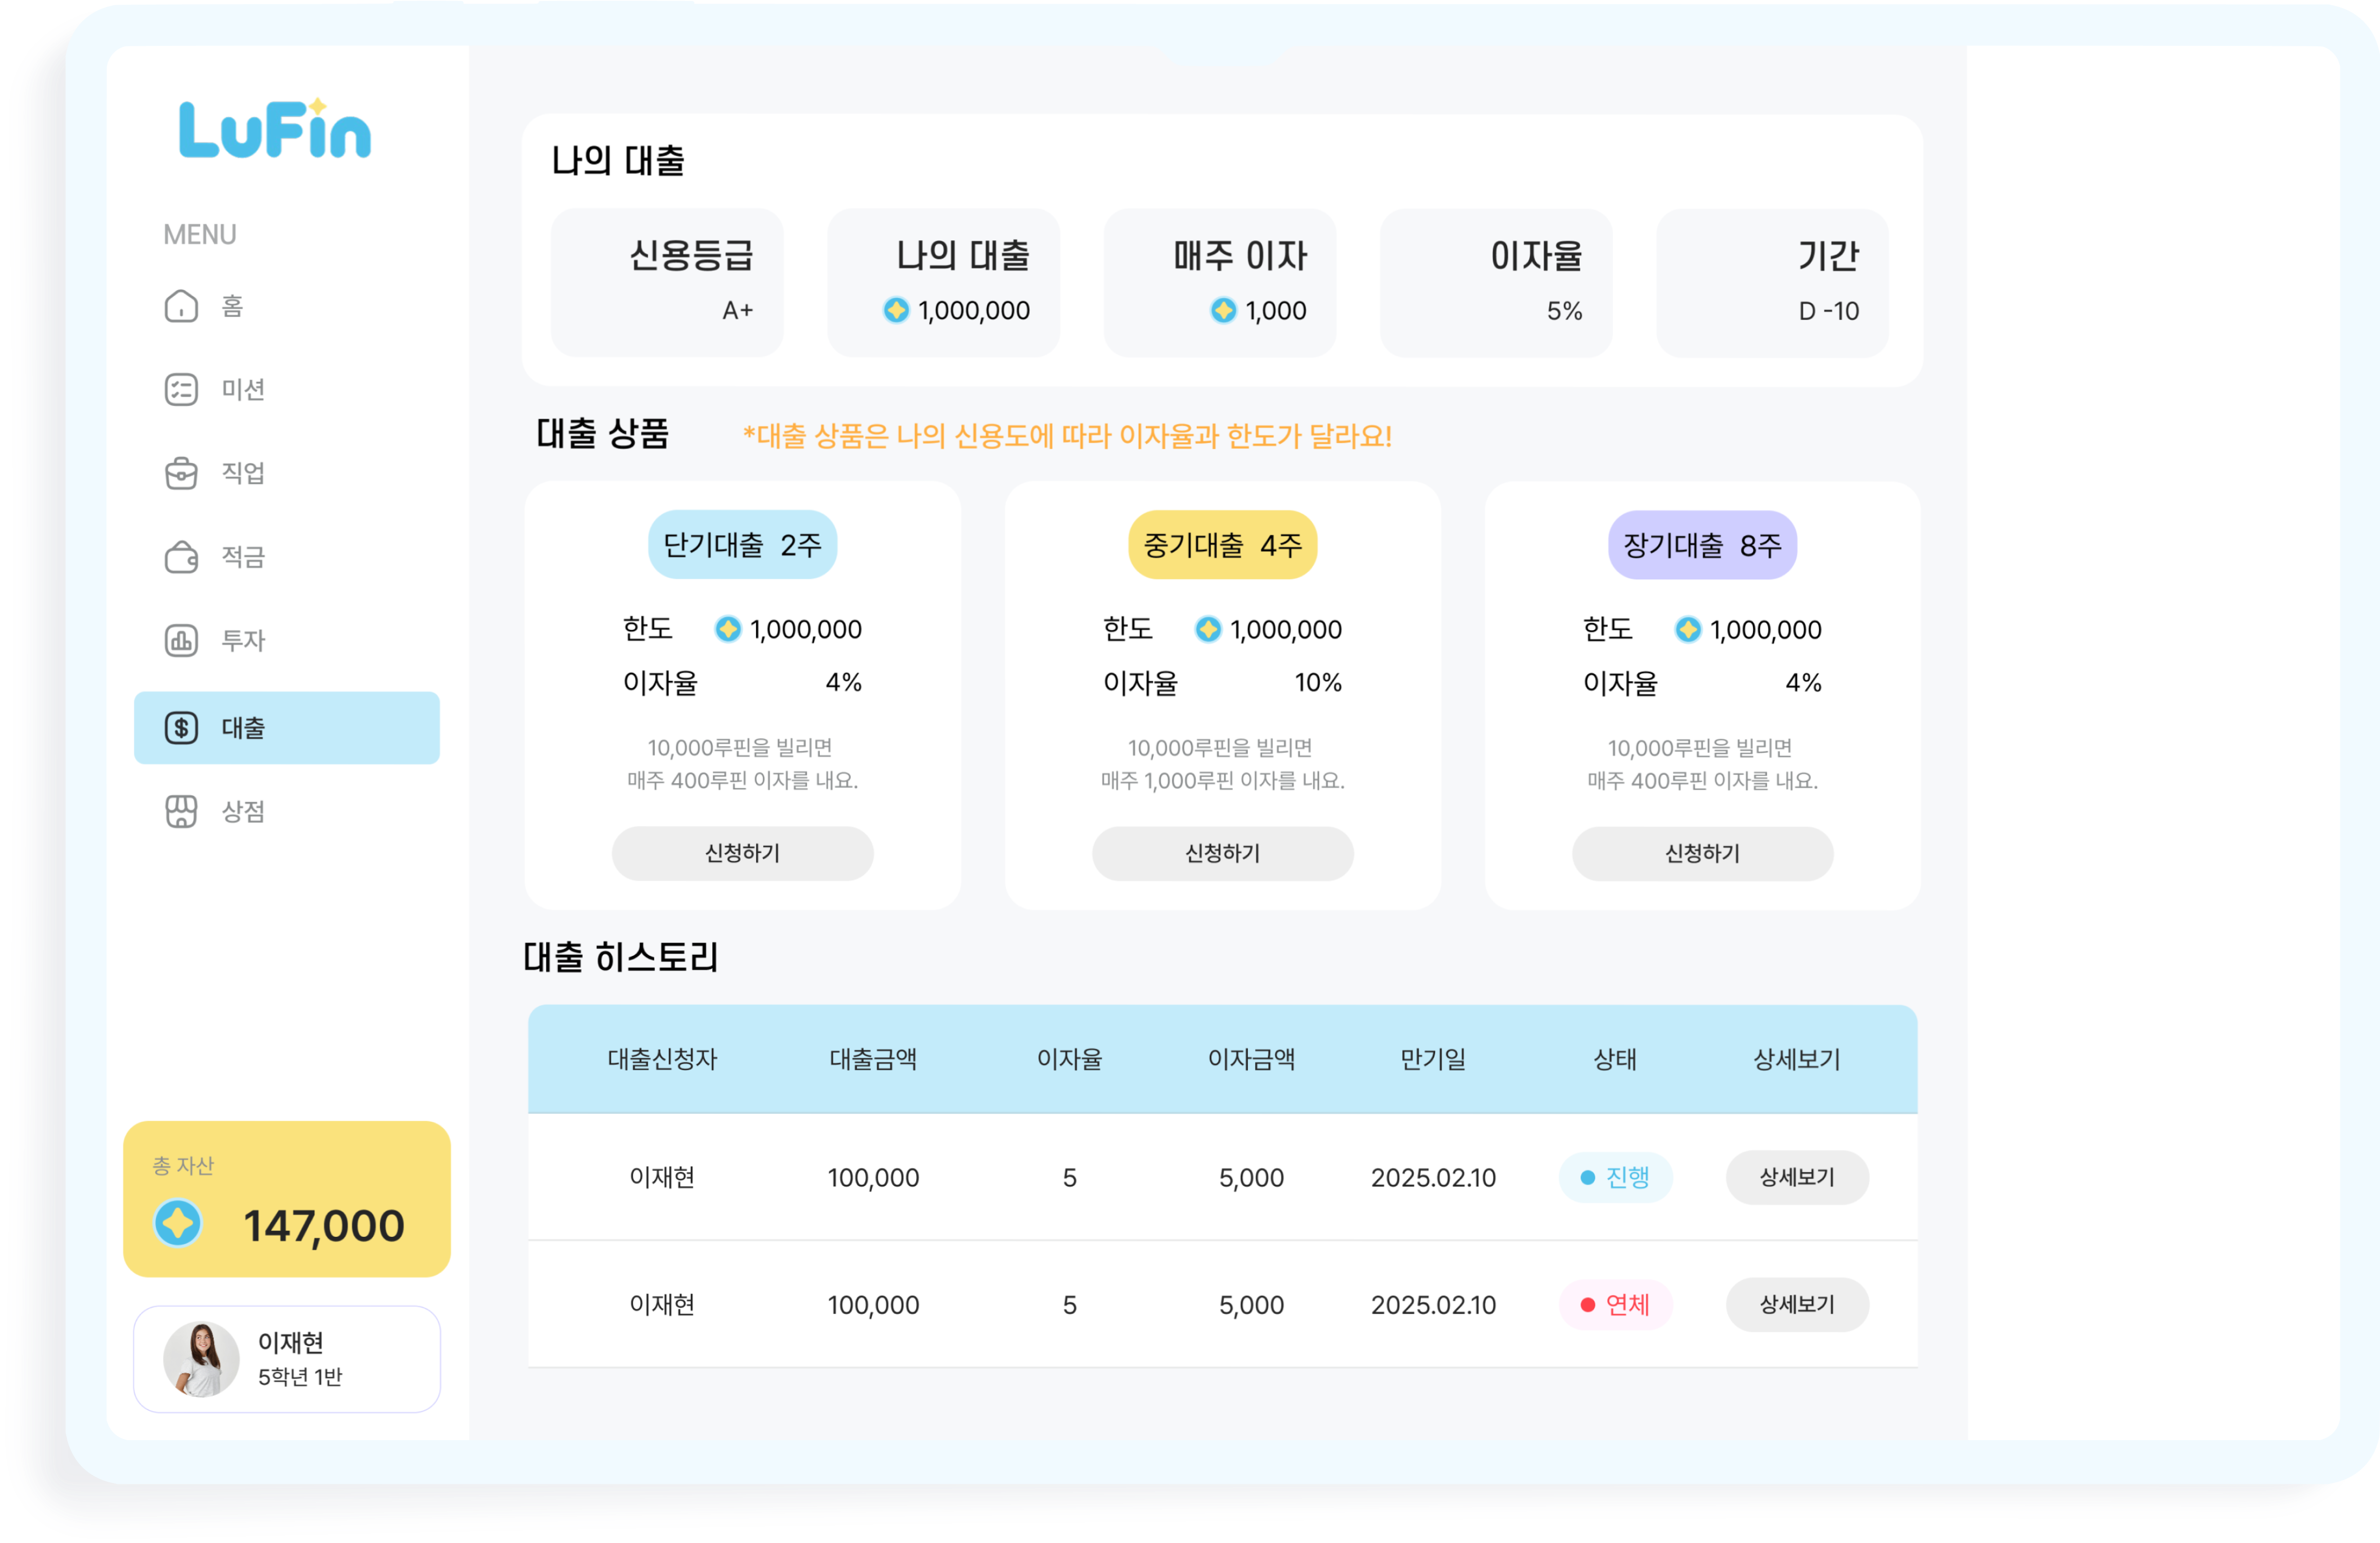 LuFin
MENU
홈
미션
직업
적금
투자
대출
상점
총 자산
147,000
이재현
5학년 1반
나의 대출
신용등급
A+
나의 대출
1,000,000
매주 이자
1,000
이자율
5%
기간
D -10
대출 상품
*대출 상품은 나의 신용도에 따라 이자율과 한도가 달라요!
단기대출 2주
한도 1,000,000
이자율 4%
10,000루핀을 빌리면
매주 400루핀 이자를 내요.
신청하기
중기대출 4주
한도 1,000,000
이자율 10%
10,000루핀을 빌리면
매주 1,000루핀 이자를 내요.
신청하기
장기대출 8주
한도 1,000,000
이자율 4%
10,000루핀을 빌리면
매주 400루핀 이자를 내요.
신청하기
대출 히스토리
대출신청자 대출금액 이자율 이자금액 만기일 상태 상세보기
이재현 100,000 5 5,000 2025.02.10 진행 상세보기
이재현 100,000 5 5,000 2025.02.10 연체 상세보기